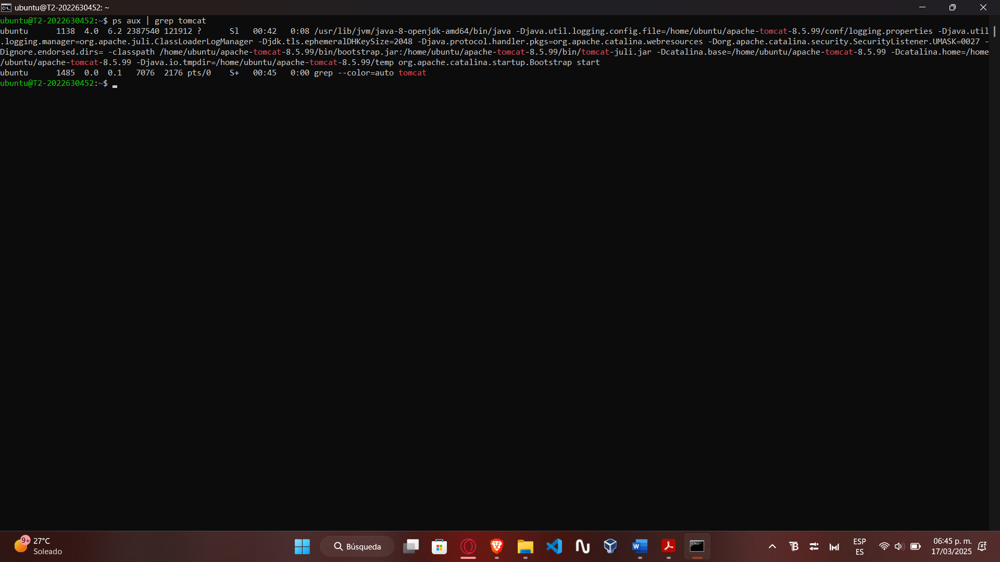 ubuntu@T2-2022630452: ~
ubuntu@T2-2022630452:~$ ps aux | grep tomcat
ubuntu      1138  4.0  6.2 2387540 121912 ?      Sl   00:42   0:08 /usr/lib/jvm/java-8-openjdk-amd64/bin/java -Djava.util.logging.config.file=/home/ubuntu/apache-tomcat-8.5.99/conf/logging.properties -Djava.util
.logging.manager=org.apache.juli.ClassLoaderLogManager -Djdk.tls.ephemeralDHKeySize=2048 -Djava.protocol.handler.pkgs=org.apache.catalina.webresources -Dorg.apache.catalina.security.SecurityListener.UMASK=0027 -
Dignore.endorsed.dirs= -classpath /home/ubuntu/apache-tomcat-8.5.99/bin/bootstrap.jar:/home/ubuntu/apache-tomcat-8.5.99/bin/tomcat-juli.jar -Dcatalina.base=/home/ubuntu/apache-tomcat-8.5.99 -Dcatalina.home=/home
/ubuntu/apache-tomcat-8.5.99 -Djava.io.tmpdir=/home/ubuntu/apache-tomcat-8.5.99/temp org.apache.catalina.startup.Bootstrap start
ubuntu      1485  0.0  0.1   7076  2176 pts/0    S+   00:45   0:00 grep --color=auto tomcat
ubuntu@T2-2022630452:~$
9+ 27°C
Soleado
Búsqueda
ESP
ES
06:45 p. m.
17/03/2025